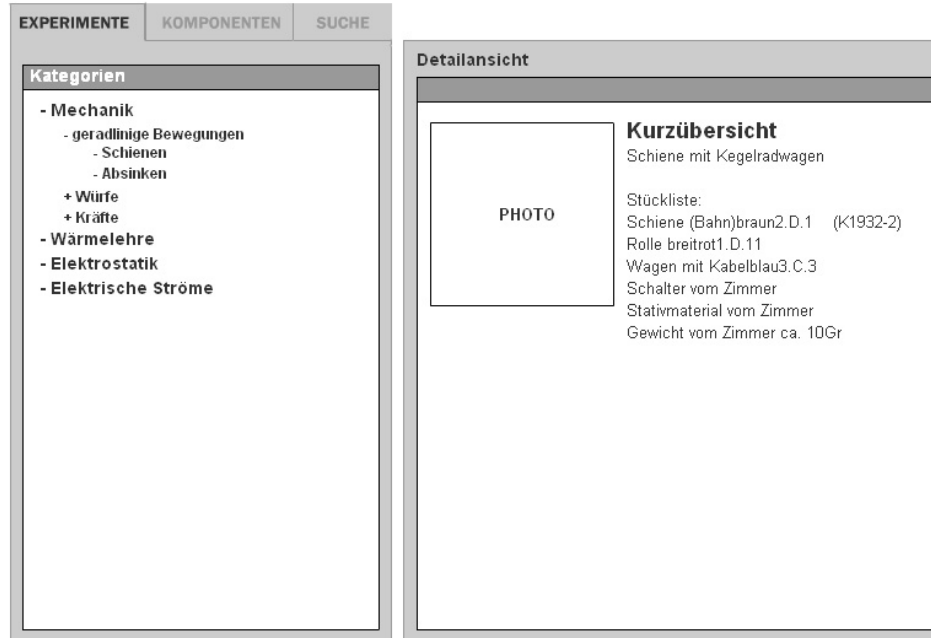 EXPERIMENTE KOMPONENTEN SUCHE
Kategorien
- Mechanik
- geradlinige Bewegungen
- Schienen
- Absinken
+ Würfe
+ Kräfte
- Wärmelehre
- Elektrostatik
- Elektrische Ströme
Detailansicht
PHOTO
Kurzübersicht
Schiene mit Kegelradwagen
Stückliste:
Schiene (Bahn)braun2.D.1 (K1932-2)
Rolle breitrot1.D.11
Wagen mit Kabelblau3.C.3
Schalter vom Zimmer
Stativmaterial vom Zimmer
Gewicht vom Zimmer ca. 10Gr